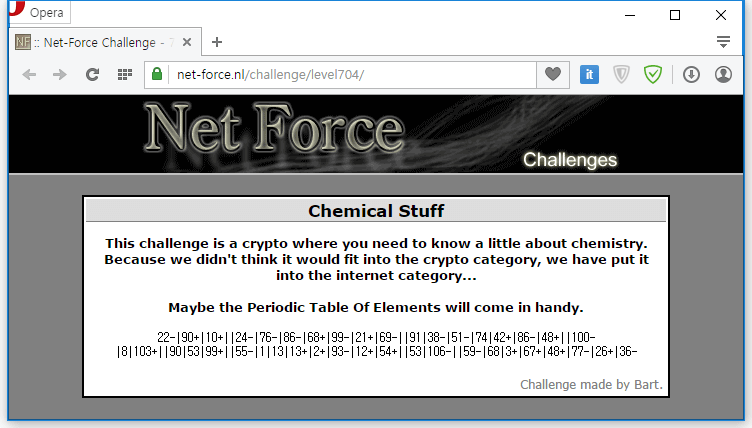 Opera
:: Net-Force Challenge -
net-force.nl/challenge/level704/
Net Force
Challenges
Chemical Stuff
This challenge is a crypto where you need to know a little about chemistry.
Because we didn't think it would fit into the crypto category, we have put it
into the internet category...
Maybe the Periodic Table Of Elements will come in handy.
22-|90+|10+||24-|76-|86-|68+|99-|21+|69-||91|38-|51-|74|42+|86-|48+||100-
|8|103+||90|53|99+||55-|1|13|13+|2+|93-|12+|54+||53|106-||59-|68|3+|67+|48+|77-|26+|36-
Challenge made by Bart.